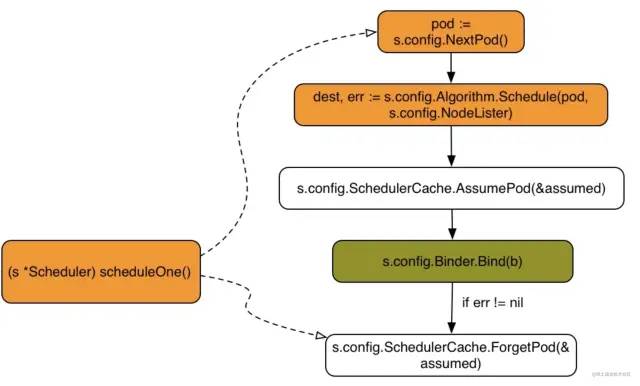 pod :=
s.config.NextPod()
dest, err := s.config.Algorithm.Schedule(pod,
s.config.NodeLister)
s.config.SchedulerCache.AssumePod(&assumed)
(s *Scheduler) scheduleOne()
s.config.Binder.Bind(b)
if err != nil
s.config.SchedulerCache.ForgetPod(&
assumed)